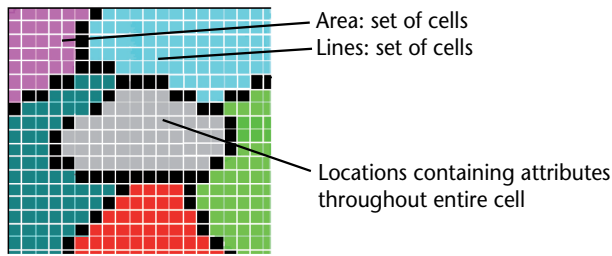 Area: set of cells
Lines: set of cells
Locations containing attributes
throughout entire cell